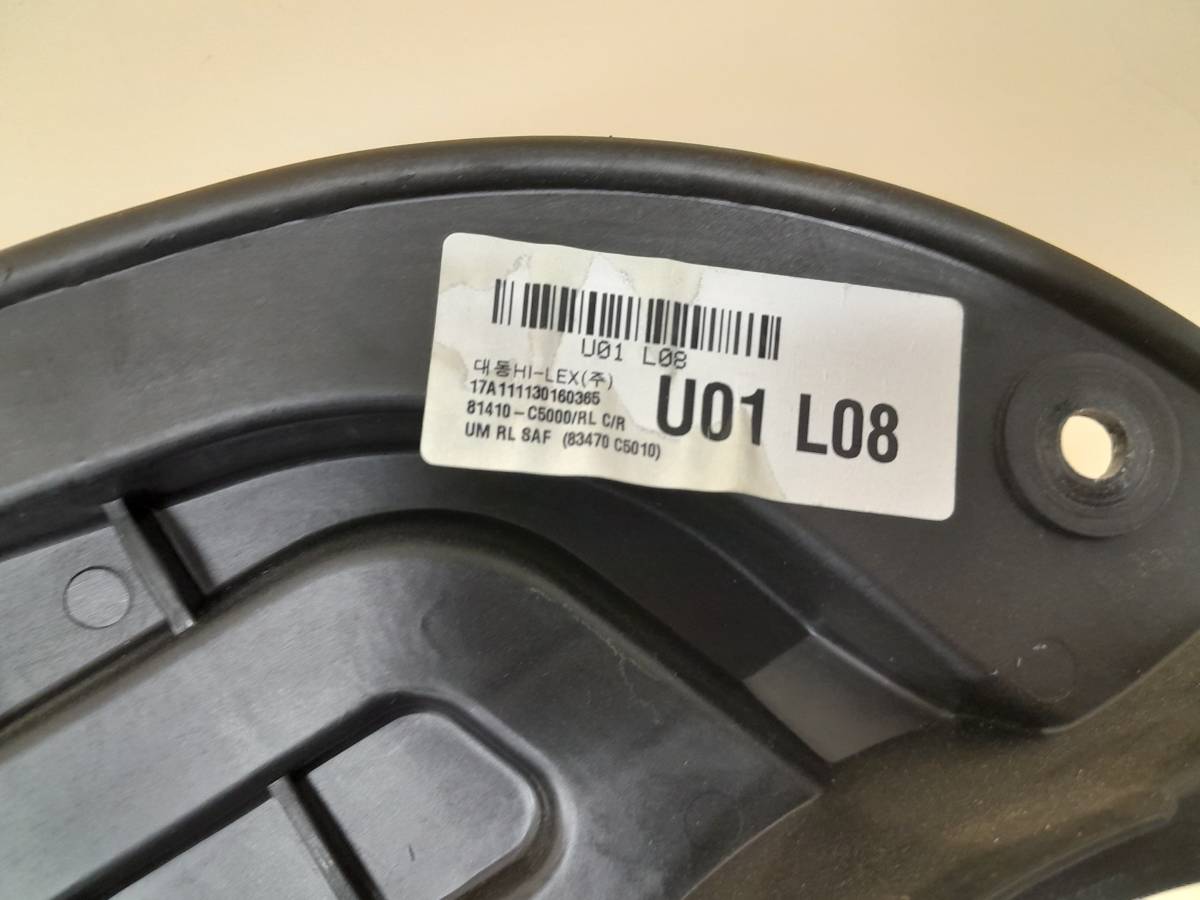 U01 L08
대동HI-LEX(주)
17A111130160365
81410-C5000/RL C/R
UM RL SAF (83470 C5010)
U01 L08